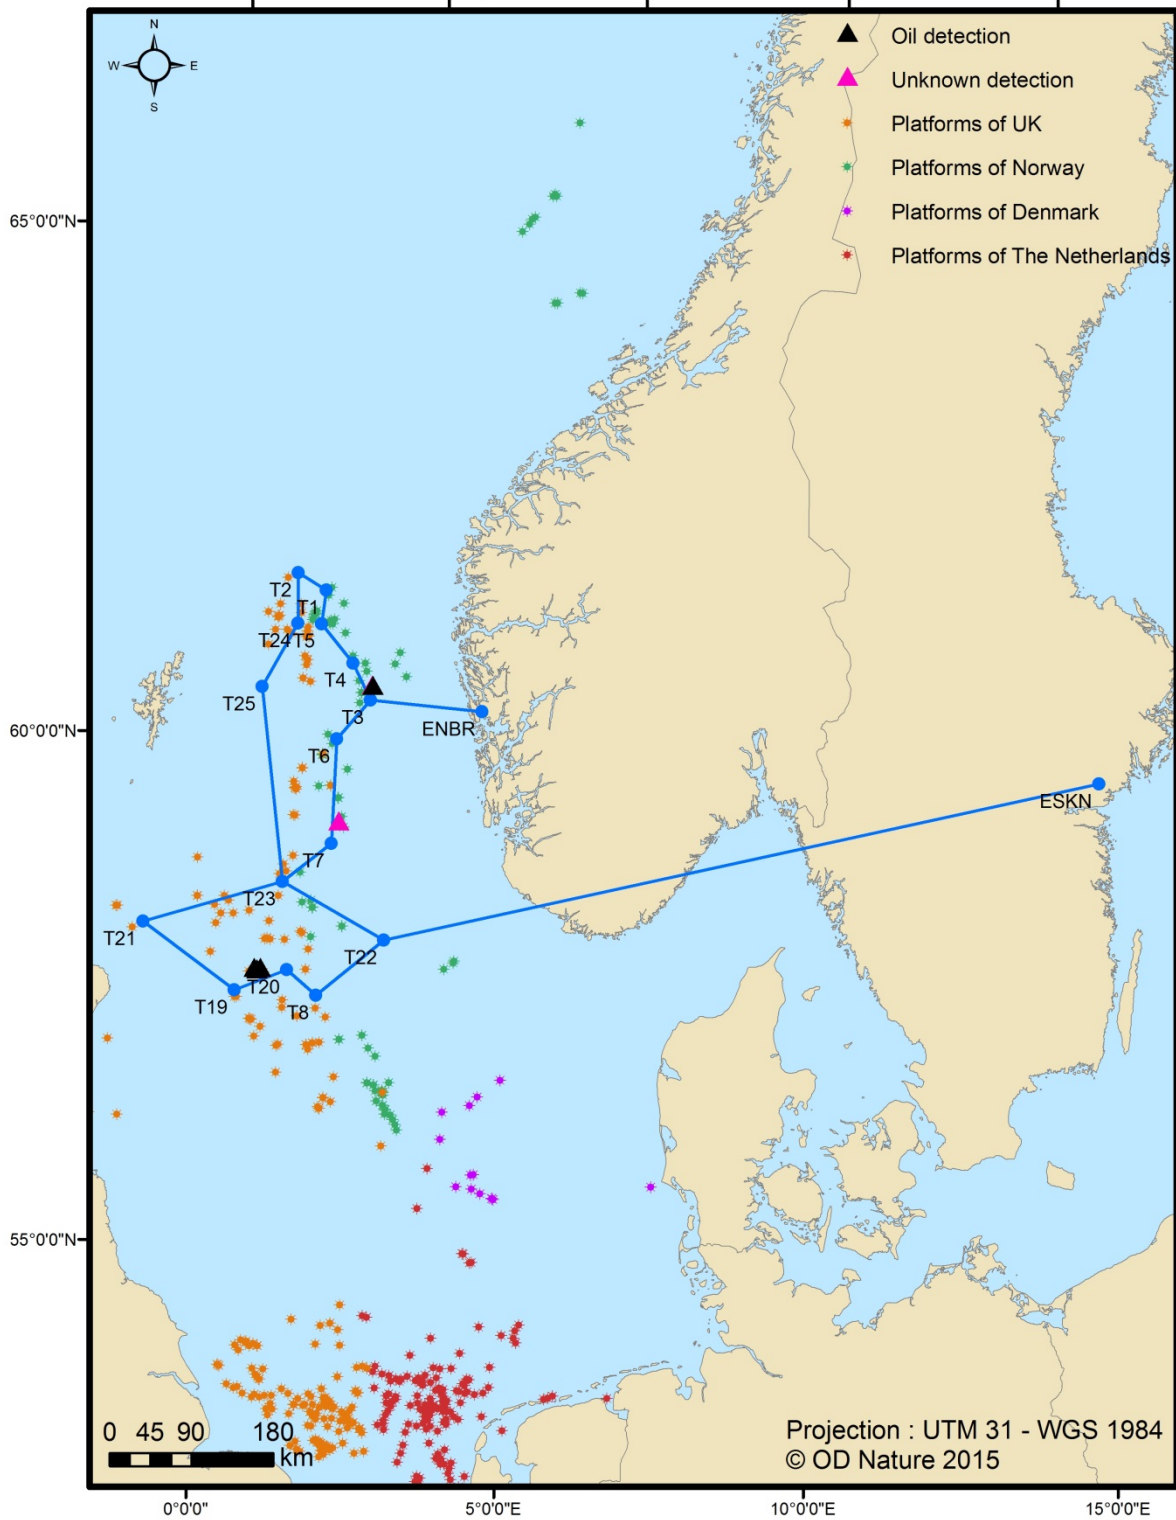 N
W E
S
Oil detection
Unknown detection
Platforms of UK
Platforms of Norway
Platforms of Denmark
Platforms of The Netherlands
65°0'0"N
T2
T1
T24
T5
T4
T25
T3
ENBR
60°0'0"N
T6
ESKN
T7
T23
T21
T22
T20
T19
T8
55°0'0"N
0 45 90 180
km
Projection : UTM 31 - WGS 1984
© OD Nature 2015
0°0'0"
5°0'0"E
10°0'0"E
15°0'0"E